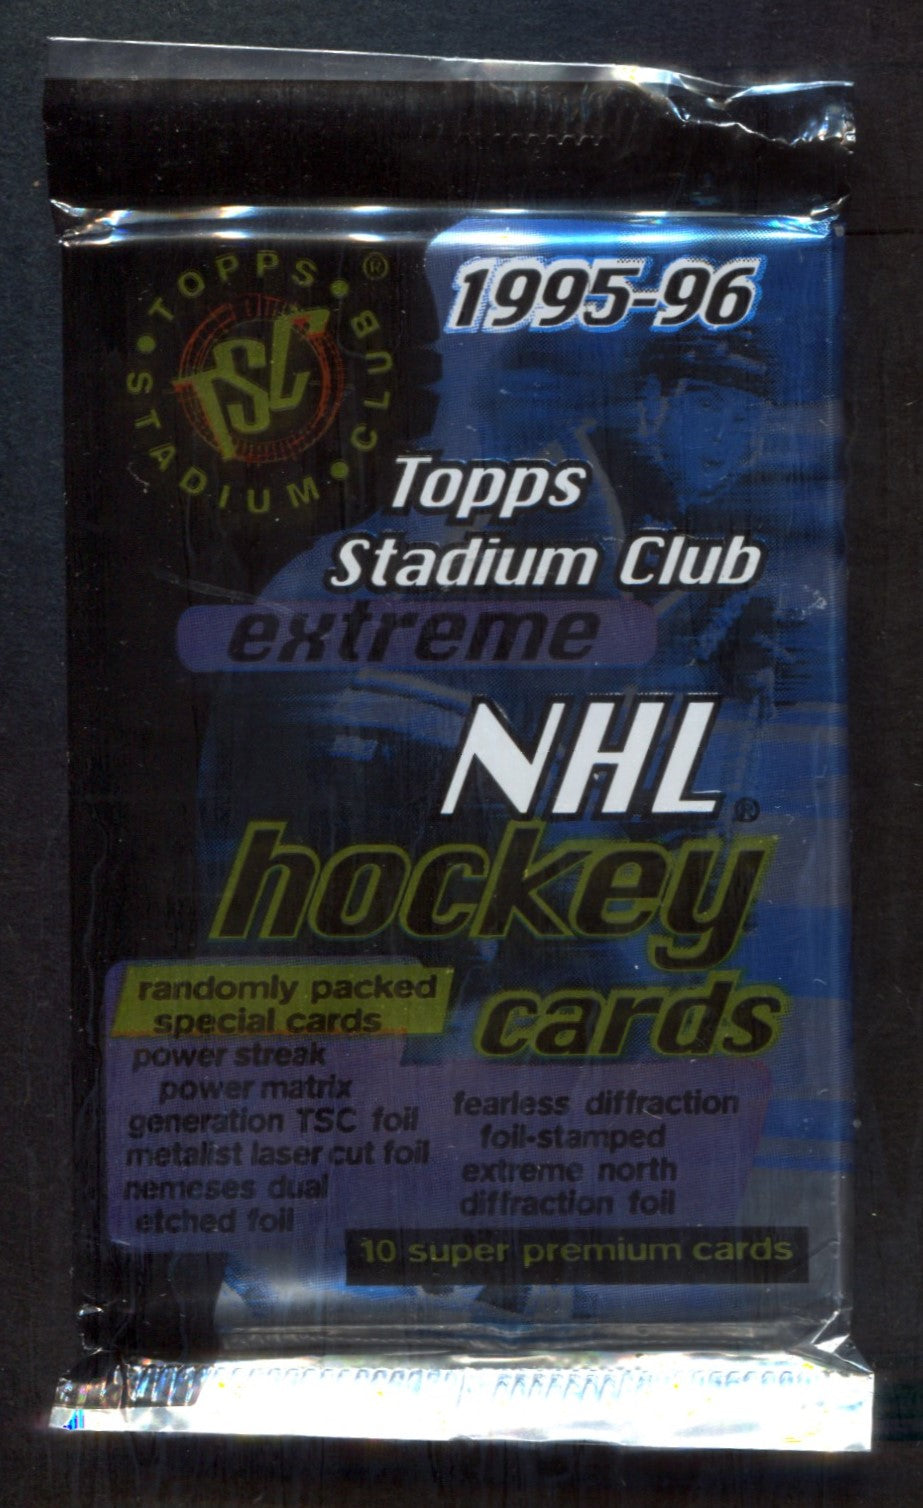 TOPPS • STADIUM CLUB • ®
TSC
1995-96
Topps
Stadium Club
extreme
NHL®
hockey
cards
randomly packed
special cards
power streak
power matrix
generation TSC foil
metalist laser cut foil
nemeses dual
etched foil
fearless diffraction
foil-stamped
extreme north
diffraction foil
10 super premium cards